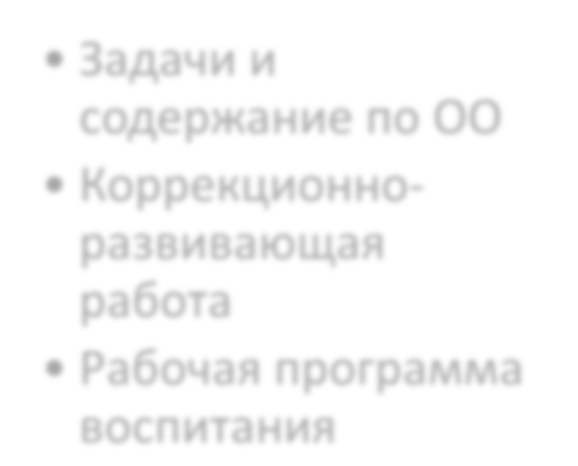 • Задачи и
содержание по ОО
• Коррекционно-
развивающая
работа
• Рабочая программа
воспитания